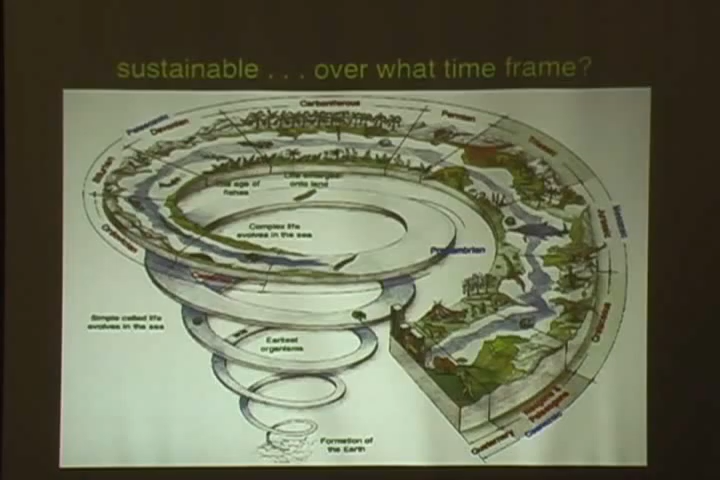 sustainable . . . over what time frame?
Carboniferous
Permian
Devonian
Triassic
Silurian
Jurassic
Ordovician
The age of
fishes
Life emerges
onto land
Complex life
evolves in the sea
Precambrian
Cretaceous
Simple celled life
evolves in the sea
Earliest
organisms
Formation of
the Earth
Quaternary